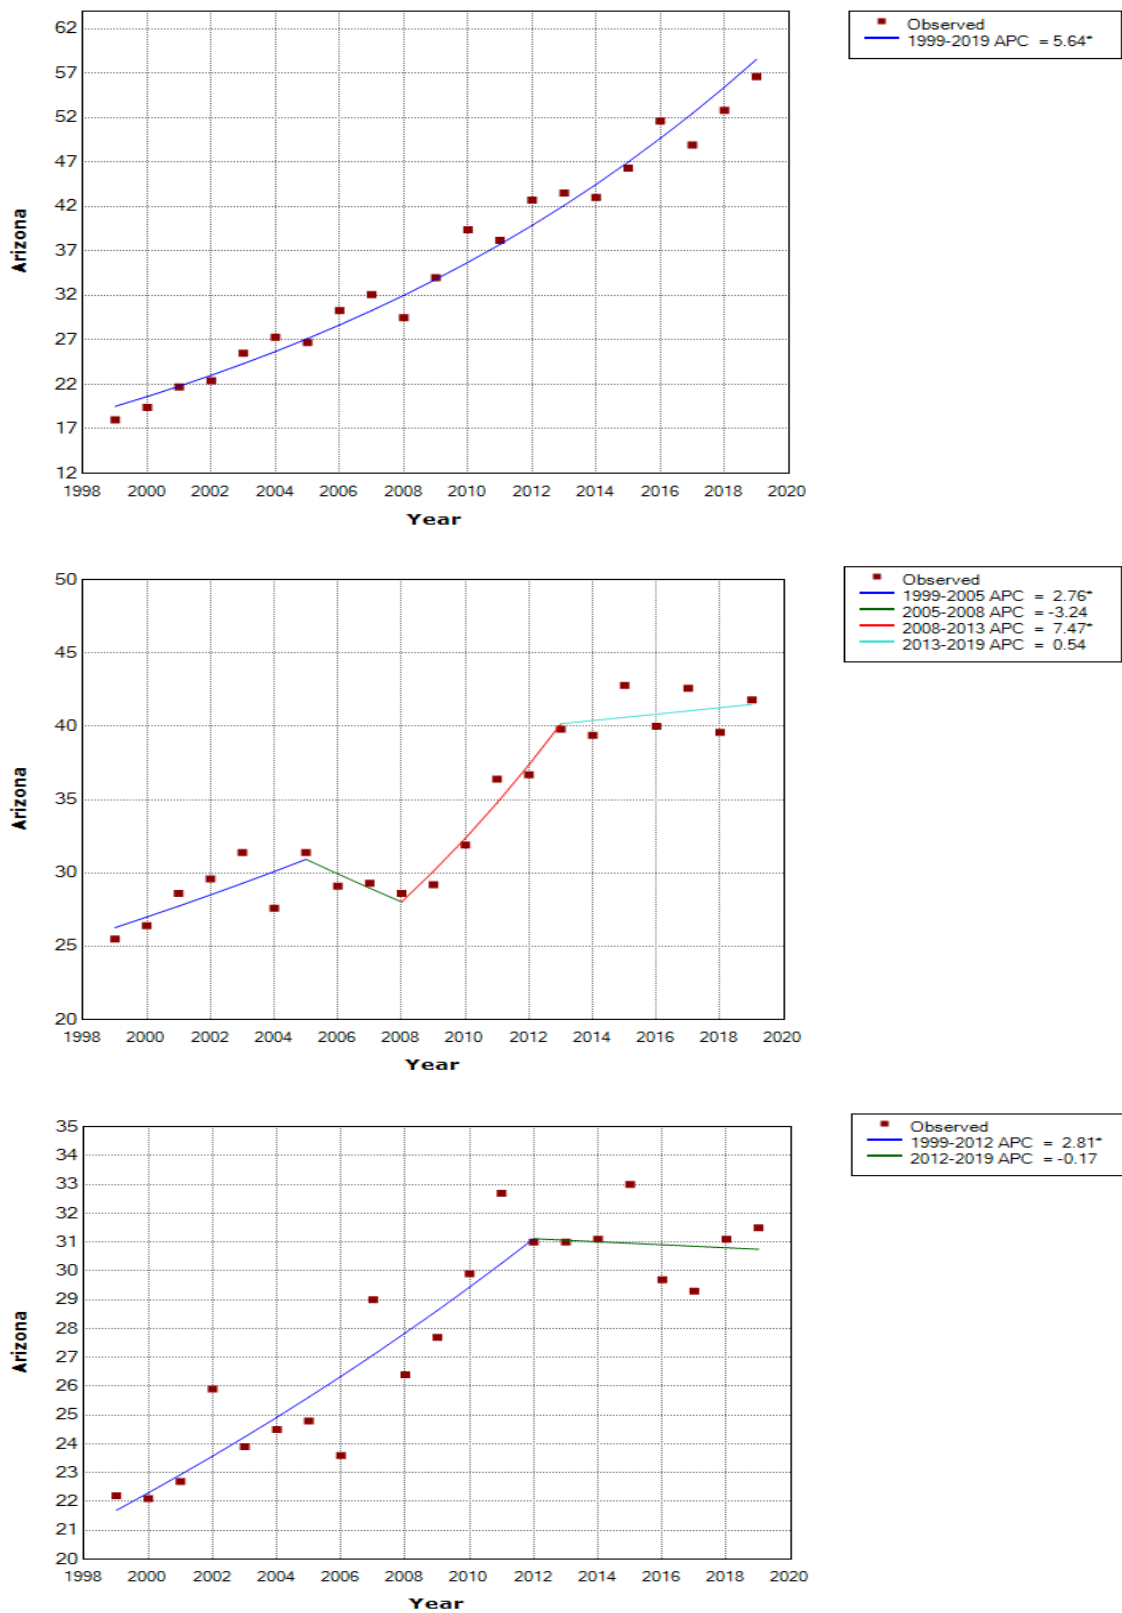 62
57
52
47
42
37
32
27
22
17
12
Arizona
1998 2000 2002 2004 2006 2008 2010 2012 2014 2016 2018 2020
Year
Observed
1999-2019 APC = 5.64*
50
45
40
35
30
25
20
Arizona
1998 2000 2002 2004 2006 2008 2010 2012 2014 2016 2018 2020
Year
Observed
1999-2005 APC = 2.76*
2005-2008 APC = -3.24
2008-2013 APC = 7.47*
2013-2019 APC = 0.54
35
34
33
32
31
30
29
28
27
26
25
24
23
22
21
20
Arizona
1998 2000 2002 2004 2006 2008 2010 2012 2014 2016 2018 2020
Year
Observed
1999-2012 APC = 2.81*
2012-2019 APC = -0.17